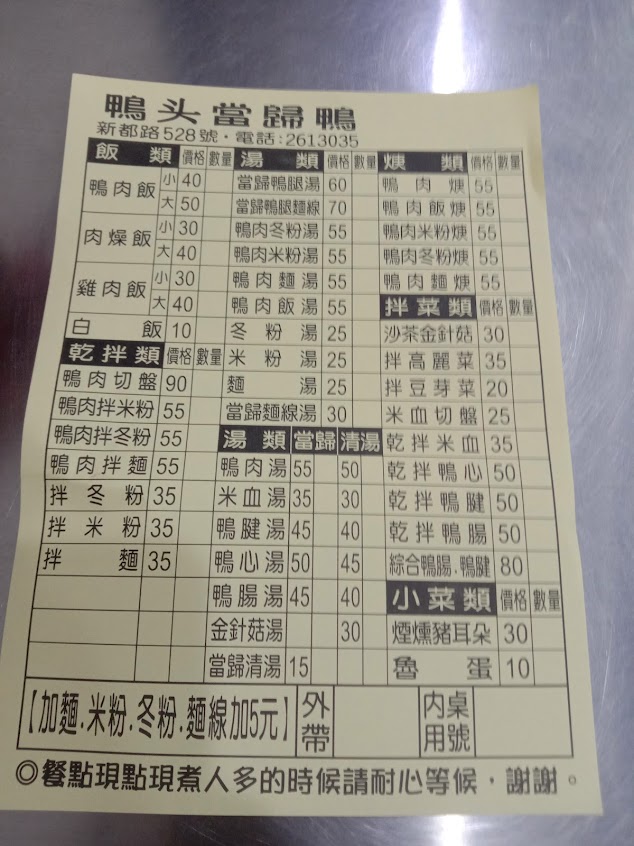 鴨头當歸鴨
新都路528號·電話:2613035
飯類 價格 數量
鴨肉飯 小 40
大 50
肉燥飯 小 30
大 40
雞肉飯 小 30
大 40
白飯 10
乾拌類 價格 數量
鴨肉切盤 90
鴨肉拌米粉 55
鴨肉拌冬粉 55
鴨肉拌麵 55
拌冬粉 35
拌米粉 35
拌麵 35
湯類 價格 數量
當歸鴨腿湯 60
當歸鴨腿麵線 70
鴨肉冬粉湯 55
鴨肉米粉湯 55
鴨肉麵湯 55
鴨肉飯湯 55
冬粉湯 25
米粉湯 25
麵湯 25
當歸麵線湯 30
湯類 當歸 清湯
鴨肉湯 55 50
米血湯 35 30
鴨腱湯 45 40
鴨心湯 50 45
鴨腸湯 45 40
金針菇湯 30
當歸清湯 15
焿類 價格 數量
鴨肉焿 55
鴨肉飯焿 55
鴨肉米粉焿 55
鴨肉冬粉焿 55
鴨肉麵焿 55
拌菜類 價格 數量
沙茶金針菇 30
拌高麗菜 35
拌豆芽菜 20
米血切盤 25
乾拌米血 35
乾拌鴨心 50
乾拌鴨腱 50
乾拌鴨腸 50
綜合鴨腸.鴨腱 80
小菜類 價格 數量
煙燻豬耳朵 30
魯蛋 10
【加麵.米粉.冬粉.麵線加5元】
外帶
內用 桌號
◎餐點現點現煮人多的時候請耐心等候,謝謝。